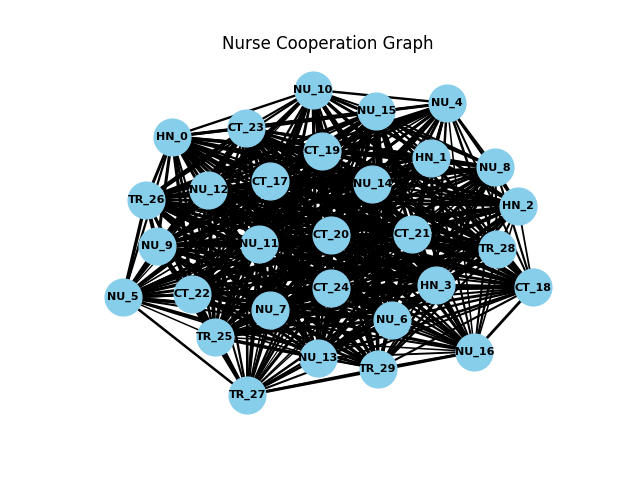 Nurse Cooperation Graph
NU_10
NU_4
NU_15
CT_23
HN_0
CT_19
HN_1
NU_8
CT_17
NU_14
NU_12
TR_26
HN_2
CT_20
CT_21
NU_11
NU_9
TR_28
HN_3
CT_18
CT_24
CT_22
NU_5
NU_7
NU_6
TR_25
NU_16
NU_13
TR_29
TR_27